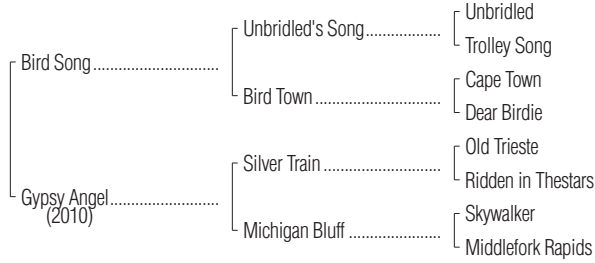 Unbridled
Unbridled's Song
Trolley Song
Bird Song
Cape Town
Bird Town
Dear Birdie
Old Trieste
Silver Train
Ridden in Thestars
Gypsy Angel
(2010)
Skywalker
Michigan Bluff
Middlefork Rapids